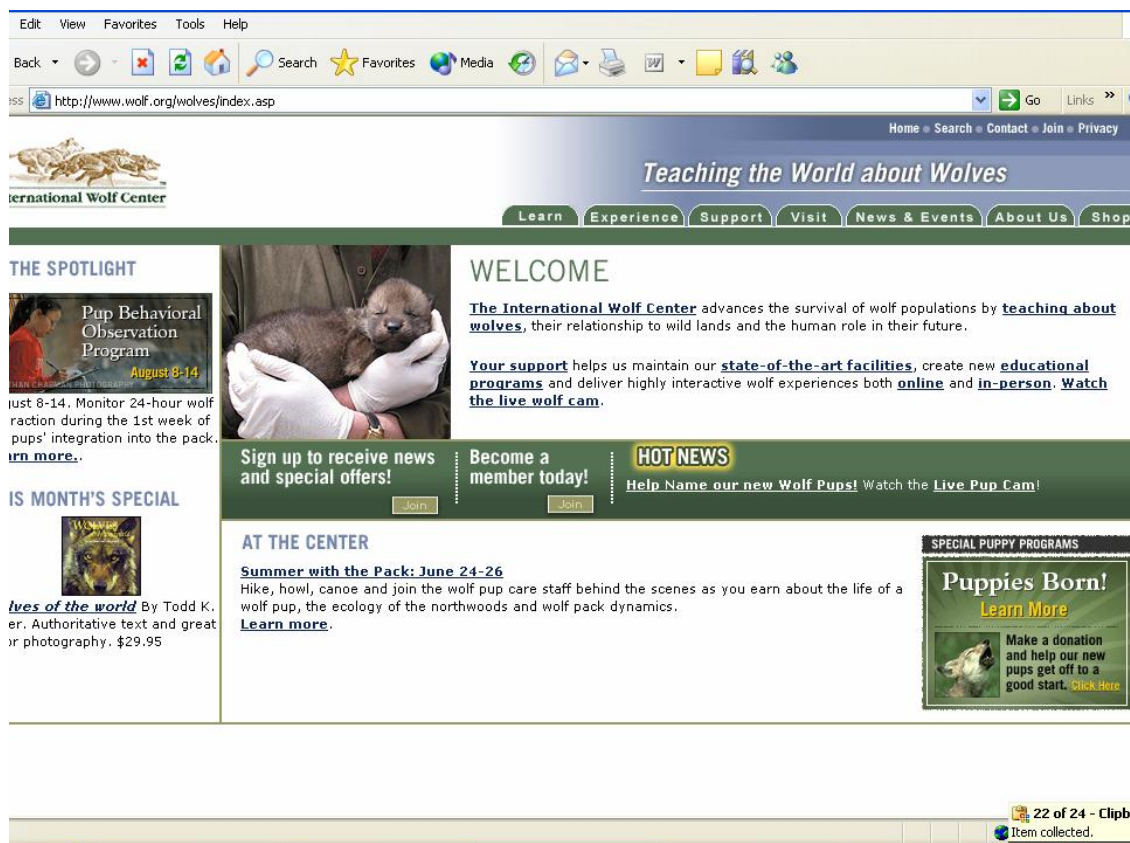 Edit View Favorites Tools Help
Back Search Favorites Media
ess http://www.wolf.org/wolves/index.asp Go Links »
Home Search Contact Join Privacy
Teaching the World about Wolves
ternational Wolf Center
Learn Experience Support Visit News & Events About Us Shop
THE SPOTLIGHT
Pup Behavioral
Observation
Program
August 8-14
THAN CHAPMAN PHOTOGRAPHY
gust 8-14. Monitor 24-hour wolf
raction during the 1st week of
pups' integration into the pack.
arn more..
IS MONTH'S SPECIAL
WOLVES
lves of the world By Todd K.
er. Authoritative text and great
or photography. $29.95
WELCOME
The International Wolf Center advances the survival of wolf populations by teaching about
wolves, their relationship to wild lands and the human role in their future.
Your support helps us maintain our state-of-the-art facilities, create new educational
programs and deliver highly interactive wolf experiences both online and in-person. Watch
the live wolf cam.
Sign up to receive news
and special offers!
Join
Become a
member today!
Join
HOT NEWS
Help Name our new Wolf Pups! Watch the Live Pup Cam!
AT THE CENTER
Summer with the Pack: June 24-26
Hike, howl, canoe and join the wolf pup care staff behind the scenes as you earn about the life of a
wolf pup, the ecology of the northwoods and wolf pack dynamics.
Learn more.
SPECIAL PUPPY PROGRAMS
Puppies Born!
Learn More
Make a donation
and help our new
pups get off to a
good start. Click Here
22 of 24 - Clipb
Item collected.